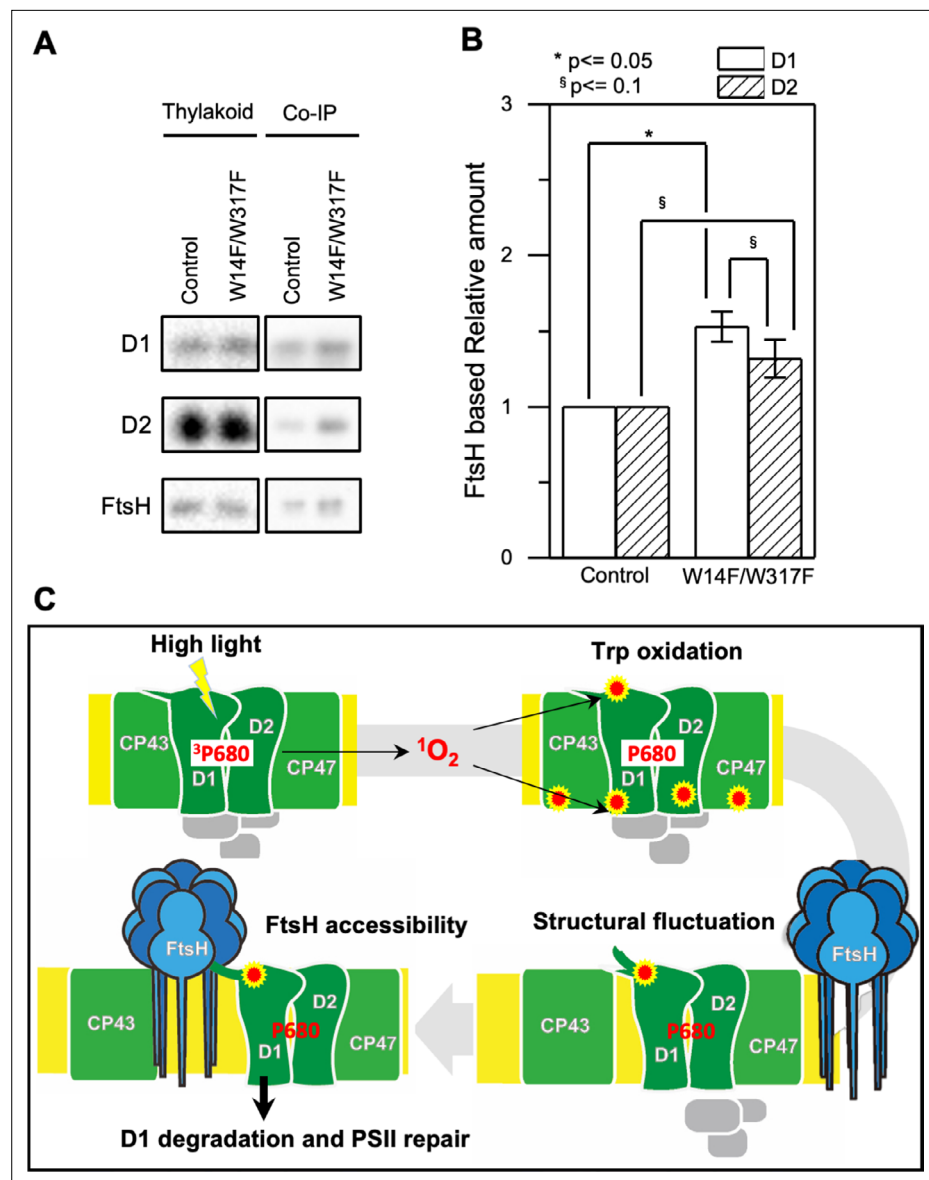 A
Thylakoid Co-IP
Control W14F/W317F Control W14F/W317F
D1
D2
FtsH
B
* p<= 0.05
§ p<= 0.1
D1
D2
FtsH based Relative amount
3
2
1
0
*
§
§
Control W14F/W317F
C
High light
Trp oxidation
CP43 ³P680 D1 D2 CP47
¹O₂
CP43 P680 D1 D2 CP47
FtsH
FtsH accessibility
CP43 P680 D1 D2 CP47
Structural fluctuation
FtsH
CP43 P680 D1 D2 CP47
D1 degradation and PSII repair